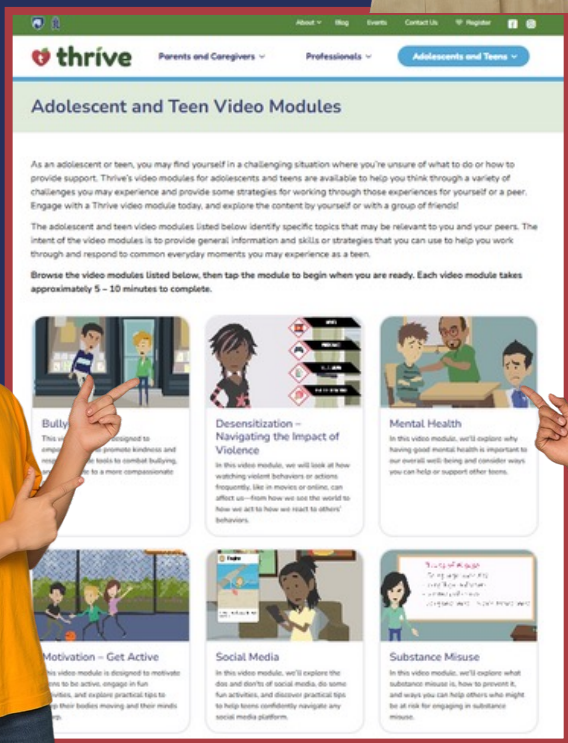 About Blog Events Contact Us Register
thrive Parents and Caregivers Professionals Adolescents and Teens
Adolescent and Teen Video Modules
As an adolescent or teen, you may find yourself in a challenging situation where you're unsure of what to do or how to
provide support. Thrive's video modules for adolescents and teens are available to help you think through a variety of
challenges you may experience and provide some strategies for working through those experiences for yourself or a peer.
Engage with a Thrive video module today, and explore the content by yourself or with a group of friends!
The adolescent and teen video modules listed below identify specific topics that may be relevant to you and your peers. The
intent of the video modules is to provide general information and skills or strategies that you can use to help you work
through and respond to common everyday moments you may experience as a teen.
Browse the video modules listed below, then tap the module to begin when you are ready. Each video module takes
approximately 5 – 10 minutes to complete.
Bully
This designed to
promote kindness and
tools to combat bullying,
to a more compassionate
Desensitization –
Navigating the Impact of
Violence
In this video module, we will look at how
watching violent behaviors or actions
frequently, like in movies or online, can
affect us—from how we see the world to
how we act to how we react to others'
behaviors.
Mental Health
In this video module, we'll explore why
having good mental health is important to
our overall well-being and consider ways
you can help or support other teens.
Motivation – Get Active
This video module is designed to motivate
to be active, engage in fun
and explore practical tips to
their bodies moving and their minds
Social Media
In this video module, we'll explore the
dos and don'ts of social media, do some
fun activities, and discover practical tips
to help teens confidently navigate any
social media platform.
Substance Misuse
In this video module, we'll explore what
substance misuse is, how to prevent it,
and ways you can help others who might
be at risk for engaging in substance
misuse.